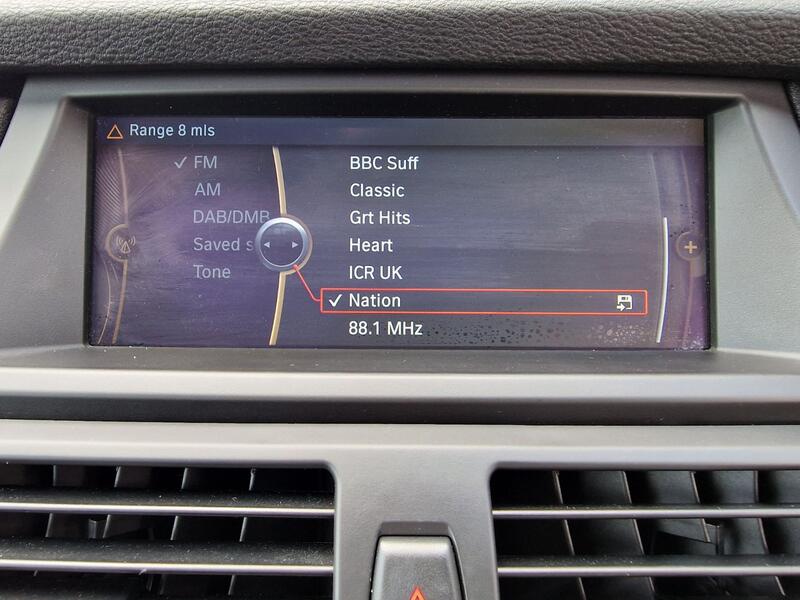 Range 8 mls
FM
AM
DAB/DMB
Saved s
Tone
BBC Suff
Classic
Grt Hits
Heart
ICR UK
Nation
88.1 MHz